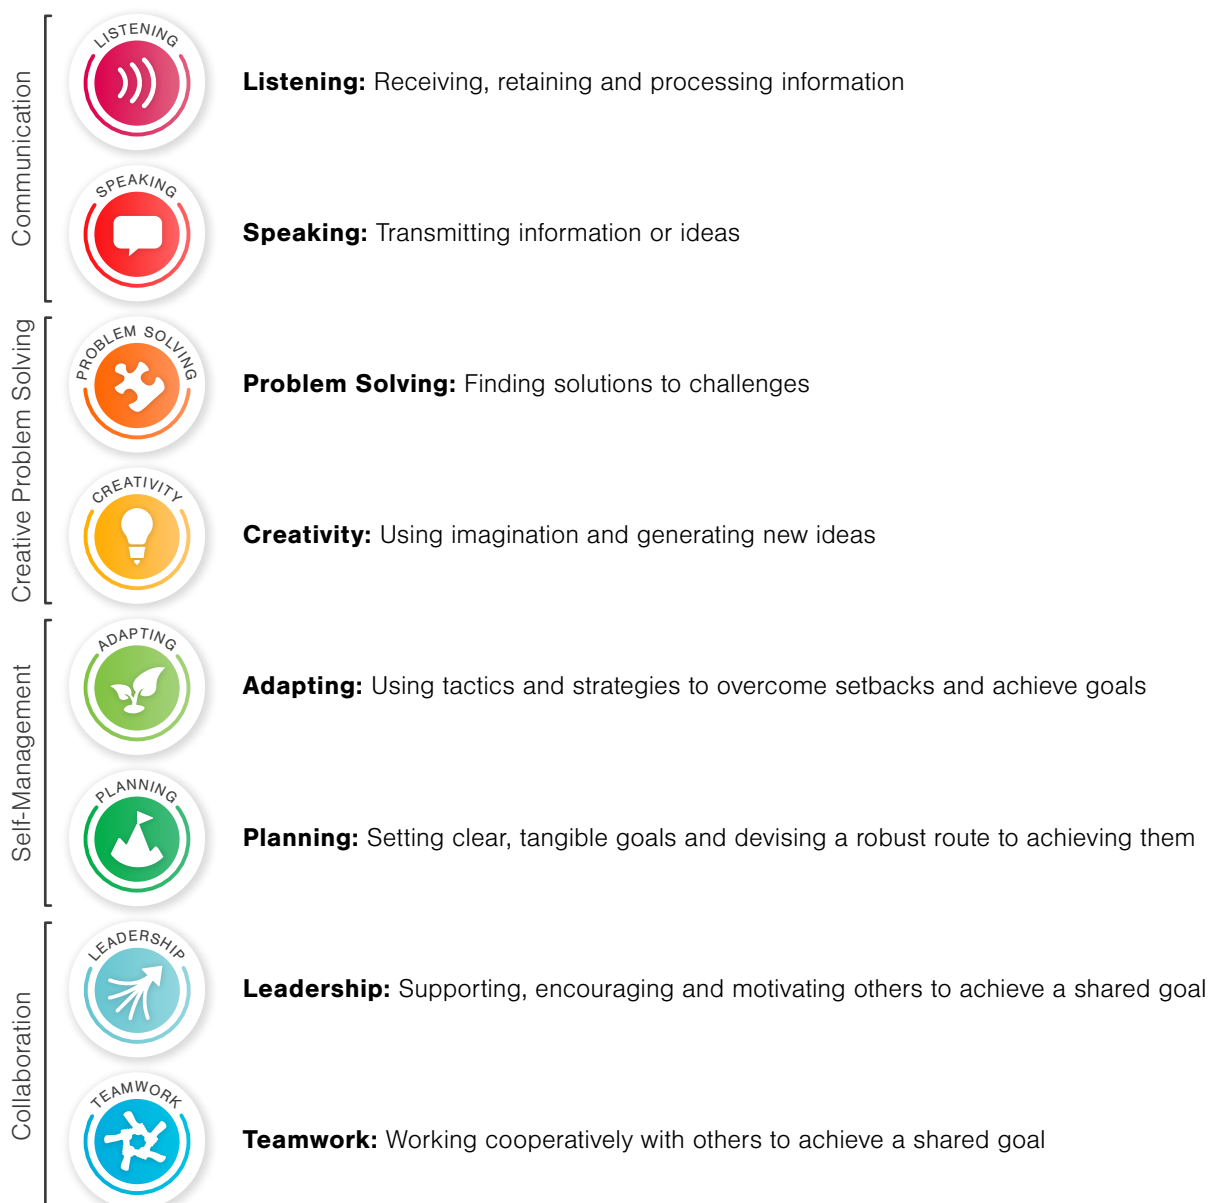 Communication
LISTENING
Listening: Receiving, retaining and processing information
SPEAKING
Speaking: Transmitting information or ideas
Creative Problem Solving
PROBLEM SOLVING
Problem Solving: Finding solutions to challenges
CREATIVITY
Creativity: Using imagination and generating new ideas
Self-Management
ADAPTING
Adapting: Using tactics and strategies to overcome setbacks and achieve goals
PLANNING
Planning: Setting clear, tangible goals and devising a robust route to achieving them
Collaboration
LEADERSHIP
Leadership: Supporting, encouraging and motivating others to achieve a shared goal
TEAMWORK
Teamwork: Working cooperatively with others to achieve a shared goal